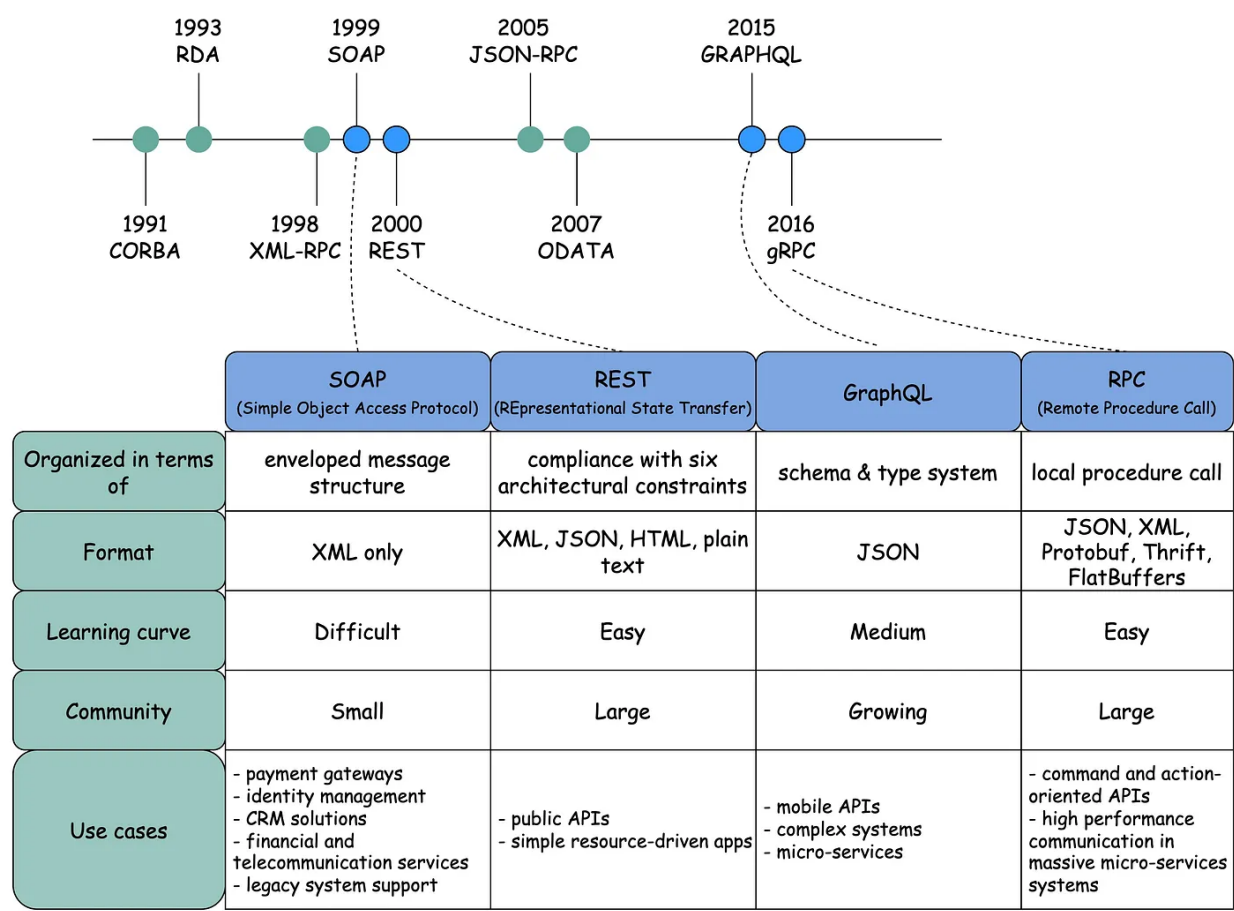 1993
RDA
1999
SOAP
2005
JSON-RPC
2015
GRAPHQL
1991
CORBA
1998
XML-RPC
2000
REST
2007
ODATA
2016
gRPC
SOAP
(Simple Object Access Protocol)
REST
(REpresentational State Transfer)
GraphQL
RPC
(Remote Procedure Call)
Organized in terms
of
enveloped message
structure
compliance with six
architectural constraints
schema & type system
local procedure call
Format
XML only
XML, JSON, HTML, plain
text
JSON
JSON, XML,
Protobuf, Thrift,
FlatBuffers
Learning curve
Difficult
Easy
Medium
Easy
Community
Small
Large
Growing
Large
Use cases
- payment gateways
- identity management
- CRM solutions
- financial and
telecommunication services
- legacy system support
- public APIs
- simple resource-driven apps
- mobile APIs
- complex systems
- micro-services
- command and action-
oriented APIs
- high performance
communication in
massive micro-services
systems